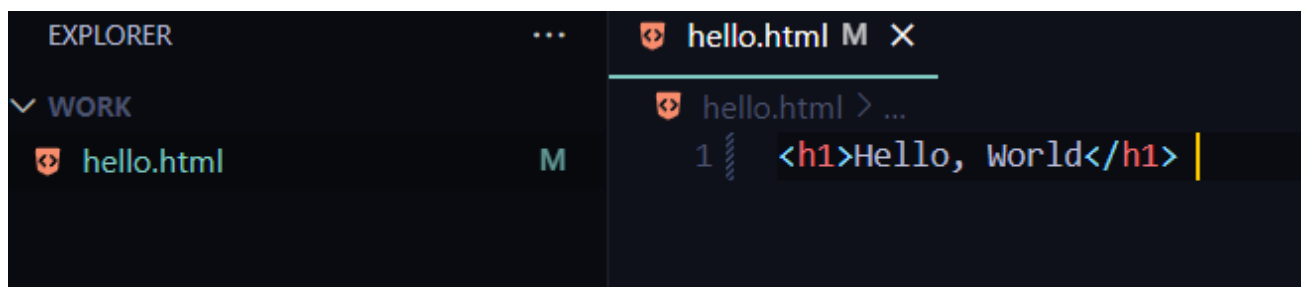 EXPLORER ...
WORK
hello.html M
hello.html M ×
hello.html > ...
1 <h1>Hello, World</h1>